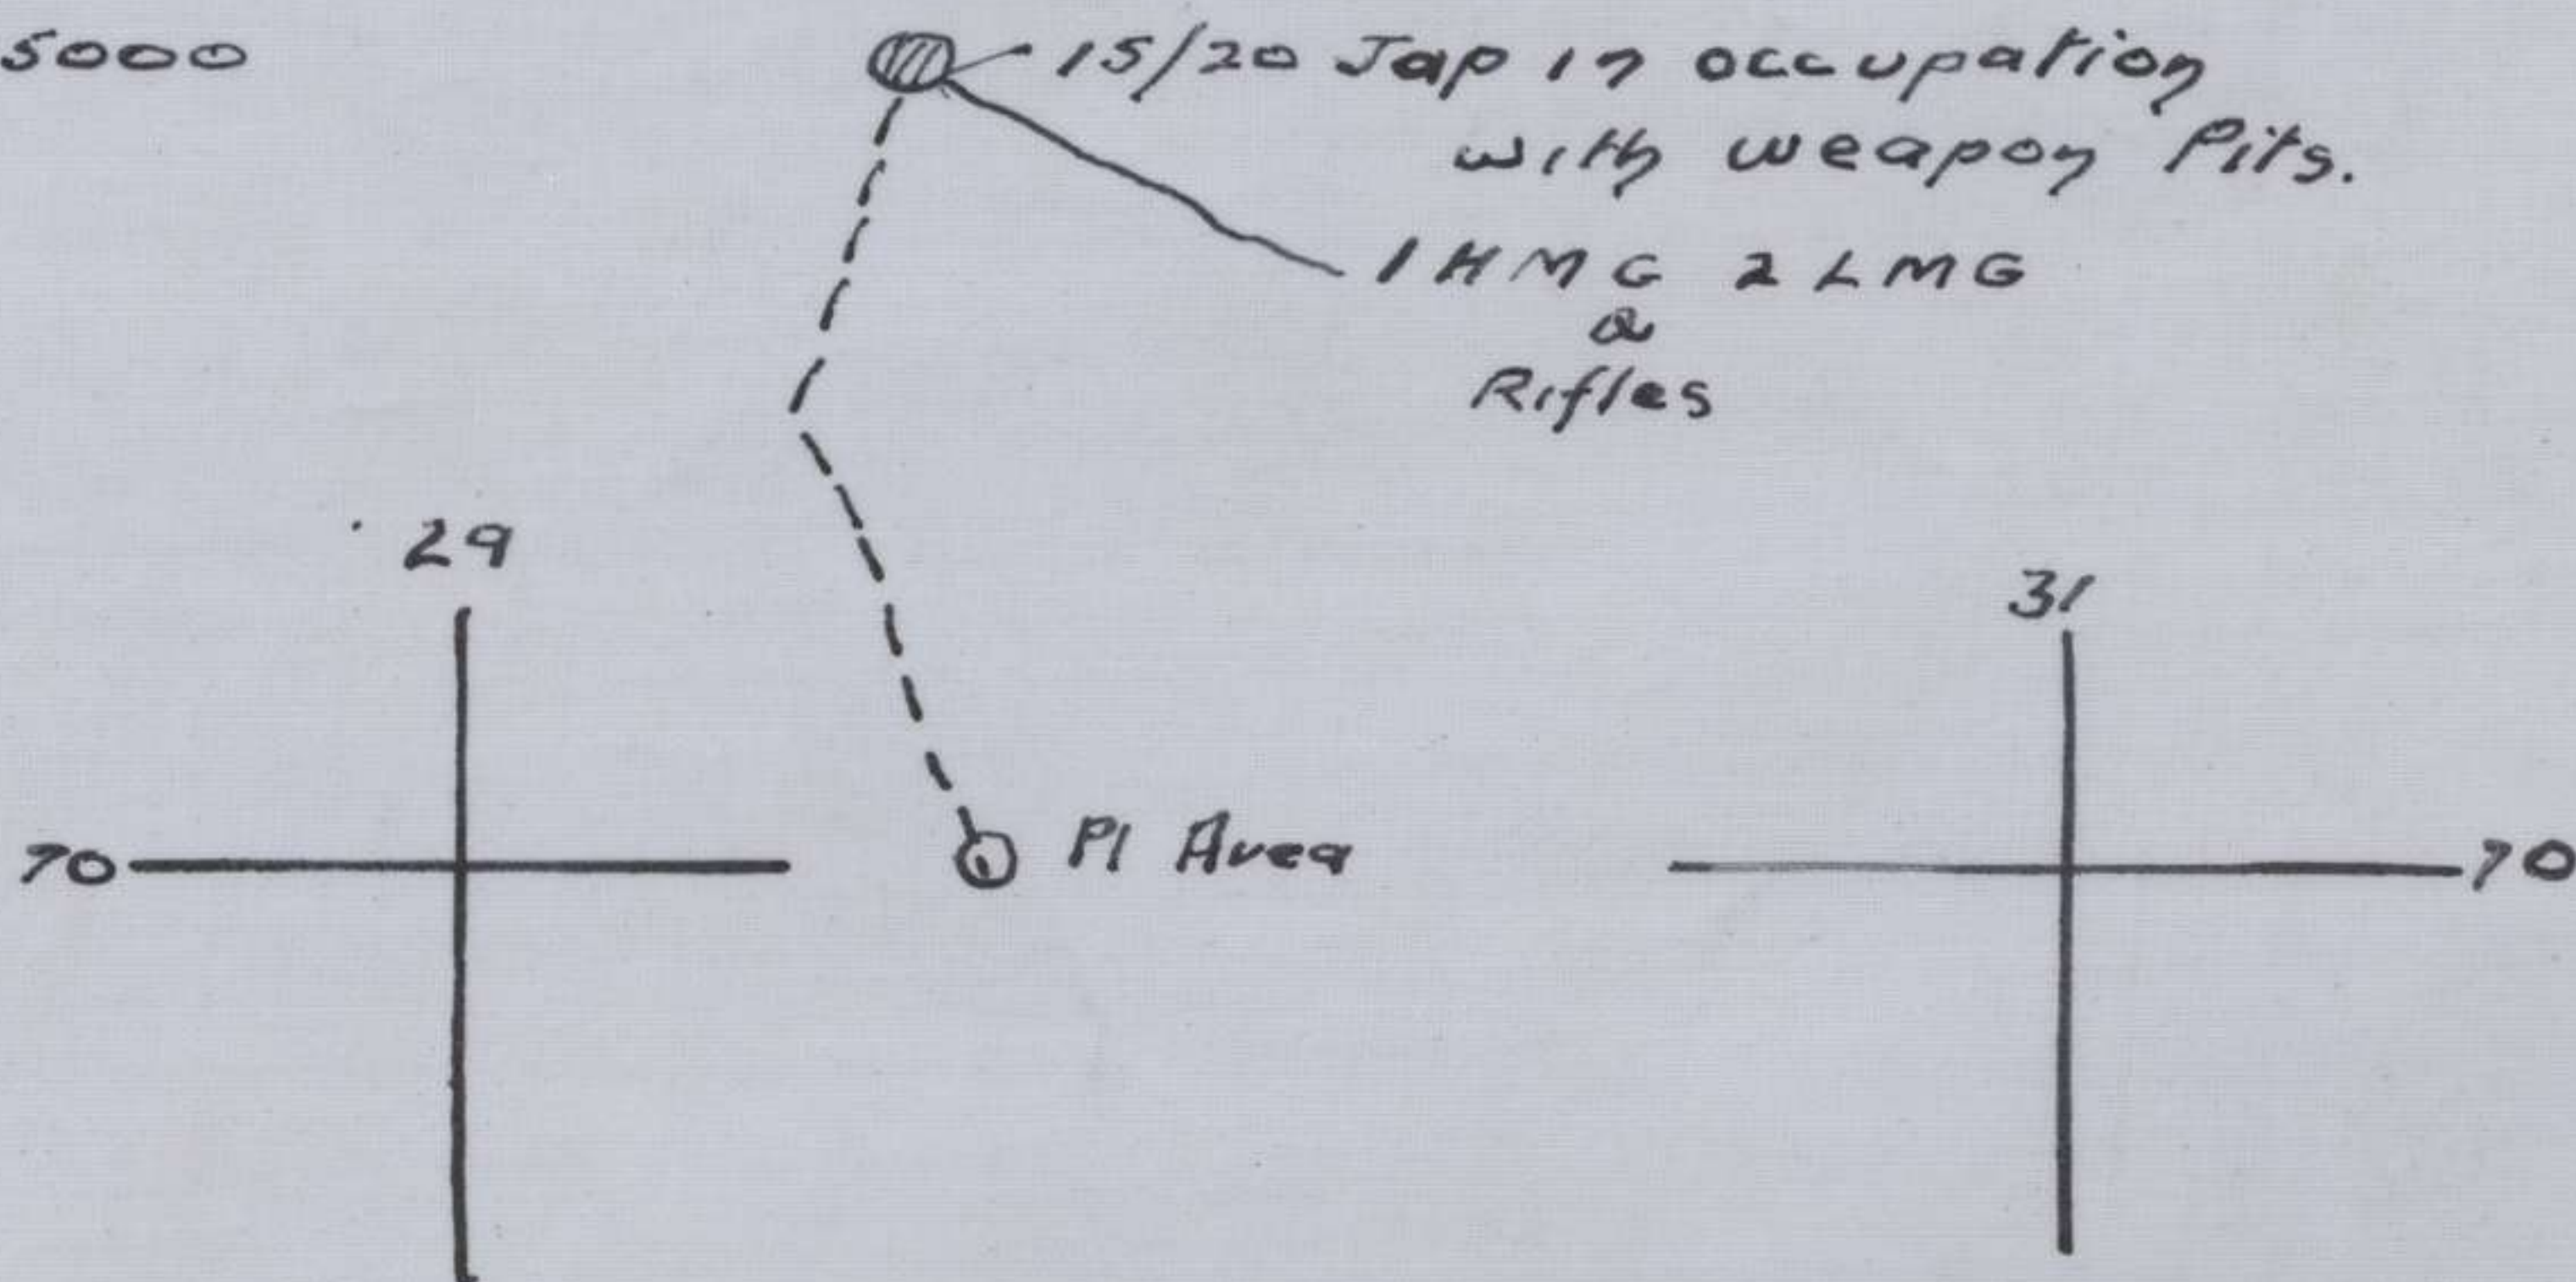 5000
15/20 Jap in occupation
with weapon Pits.
1 HMG 2 LMG
&
Rifles
29
31
70
Pl Area
70